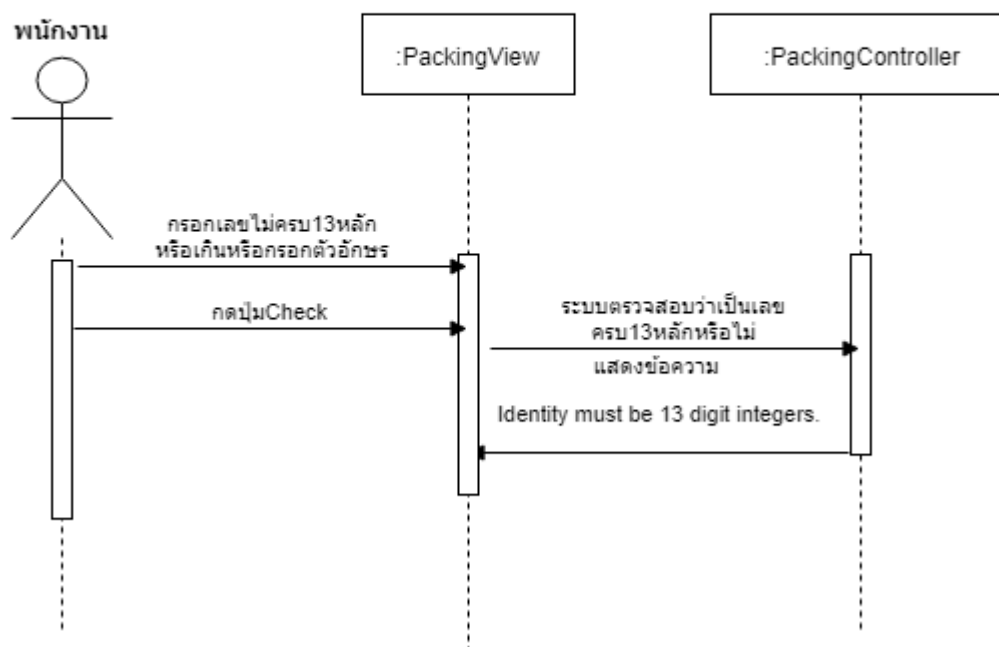 พนักงาน
:PackingView
:PackingController
กรอกเลขไม่ครบ13หลัก
หรือเกินหรือกรอกตัวอักษร
กดปุ่มCheck
ระบบตรวจสอบว่าเป็นเลข
ครบ13หลักหรือไม่
แสดงข้อความ
Identity must be 13 digit integers.